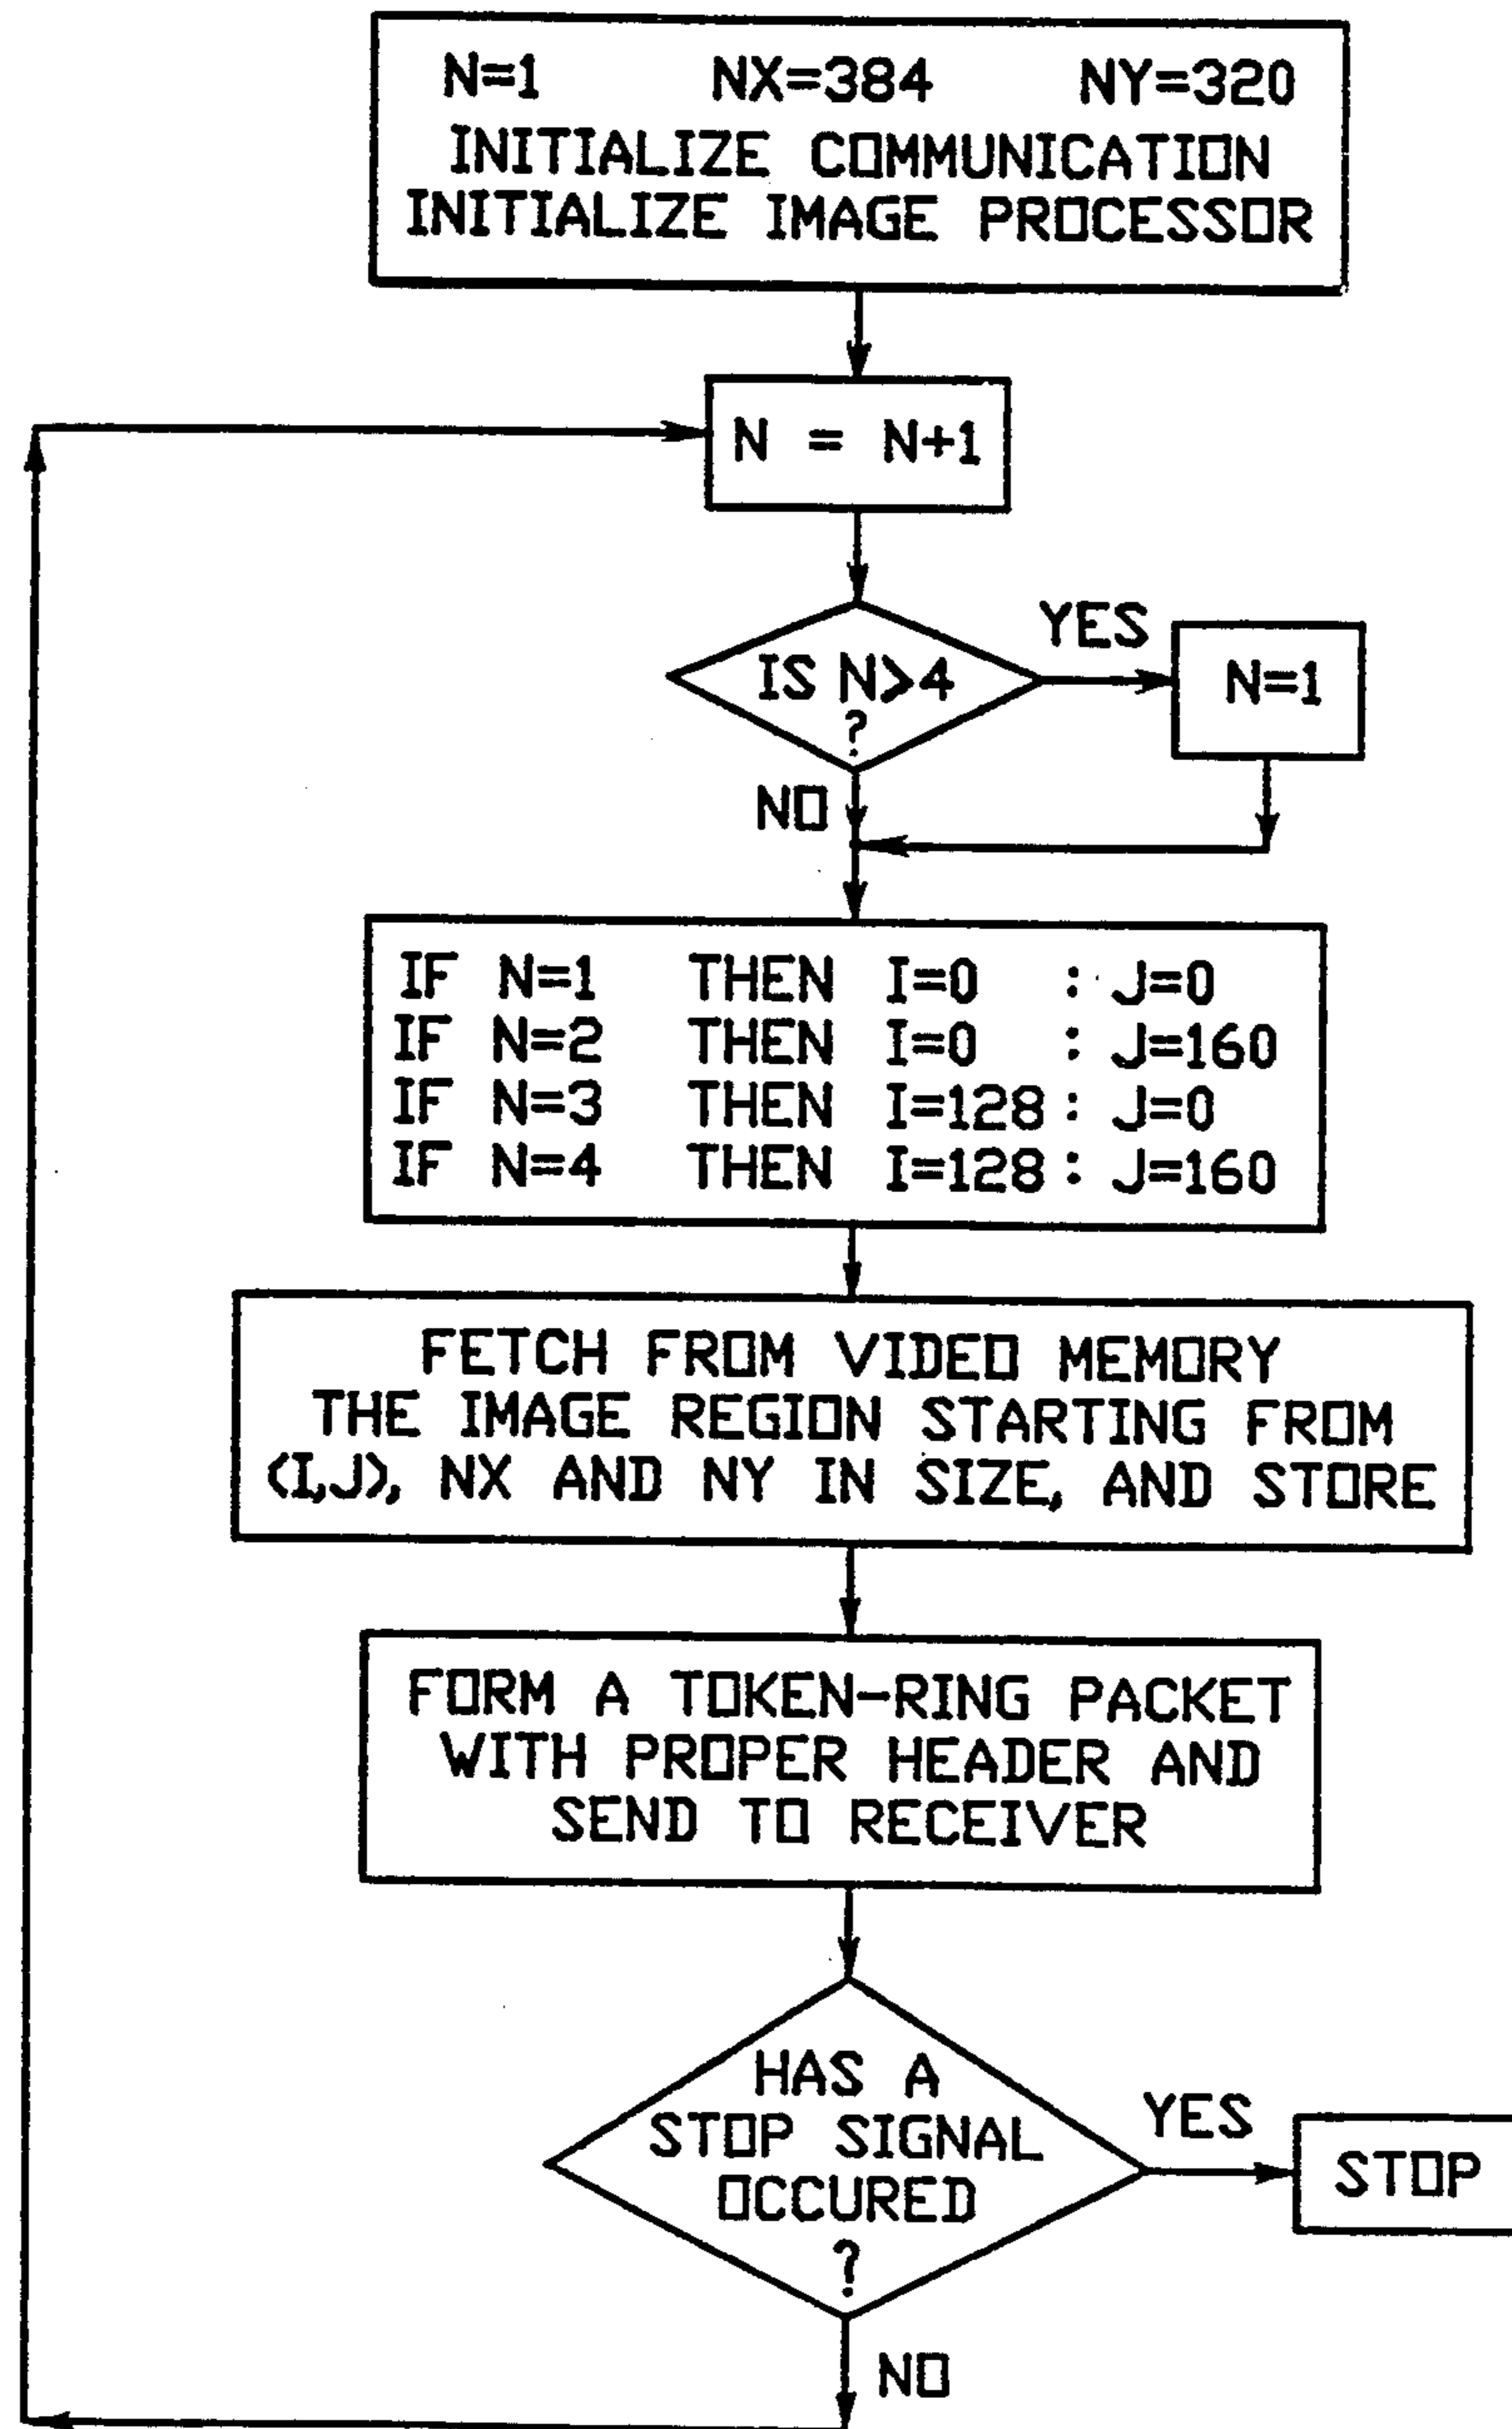 N=1 NX=384 NY=320
INITIALIZE COMMUNICATION
INITIALIZE IMAGE PROCESSOR
N = N+1
IS N>4
?
YES
N=1
NO
IF N=1 THEN I=0 : J=0
IF N=2 THEN I=0 : J=160
IF N=3 THEN I=128 : J=0
IF N=4 THEN I=128 : J=160
FETCH FROM VIDEO MEMORY
THE IMAGE REGION STARTING FROM
(I,J), NX AND NY IN SIZE, AND STORE
FORM A TOKEN-RING PACKET
WITH PROPER HEADER AND
SEND TO RECEIVER
HAS A
STOP SIGNAL
OCCURED
?
YES
STOP
NO